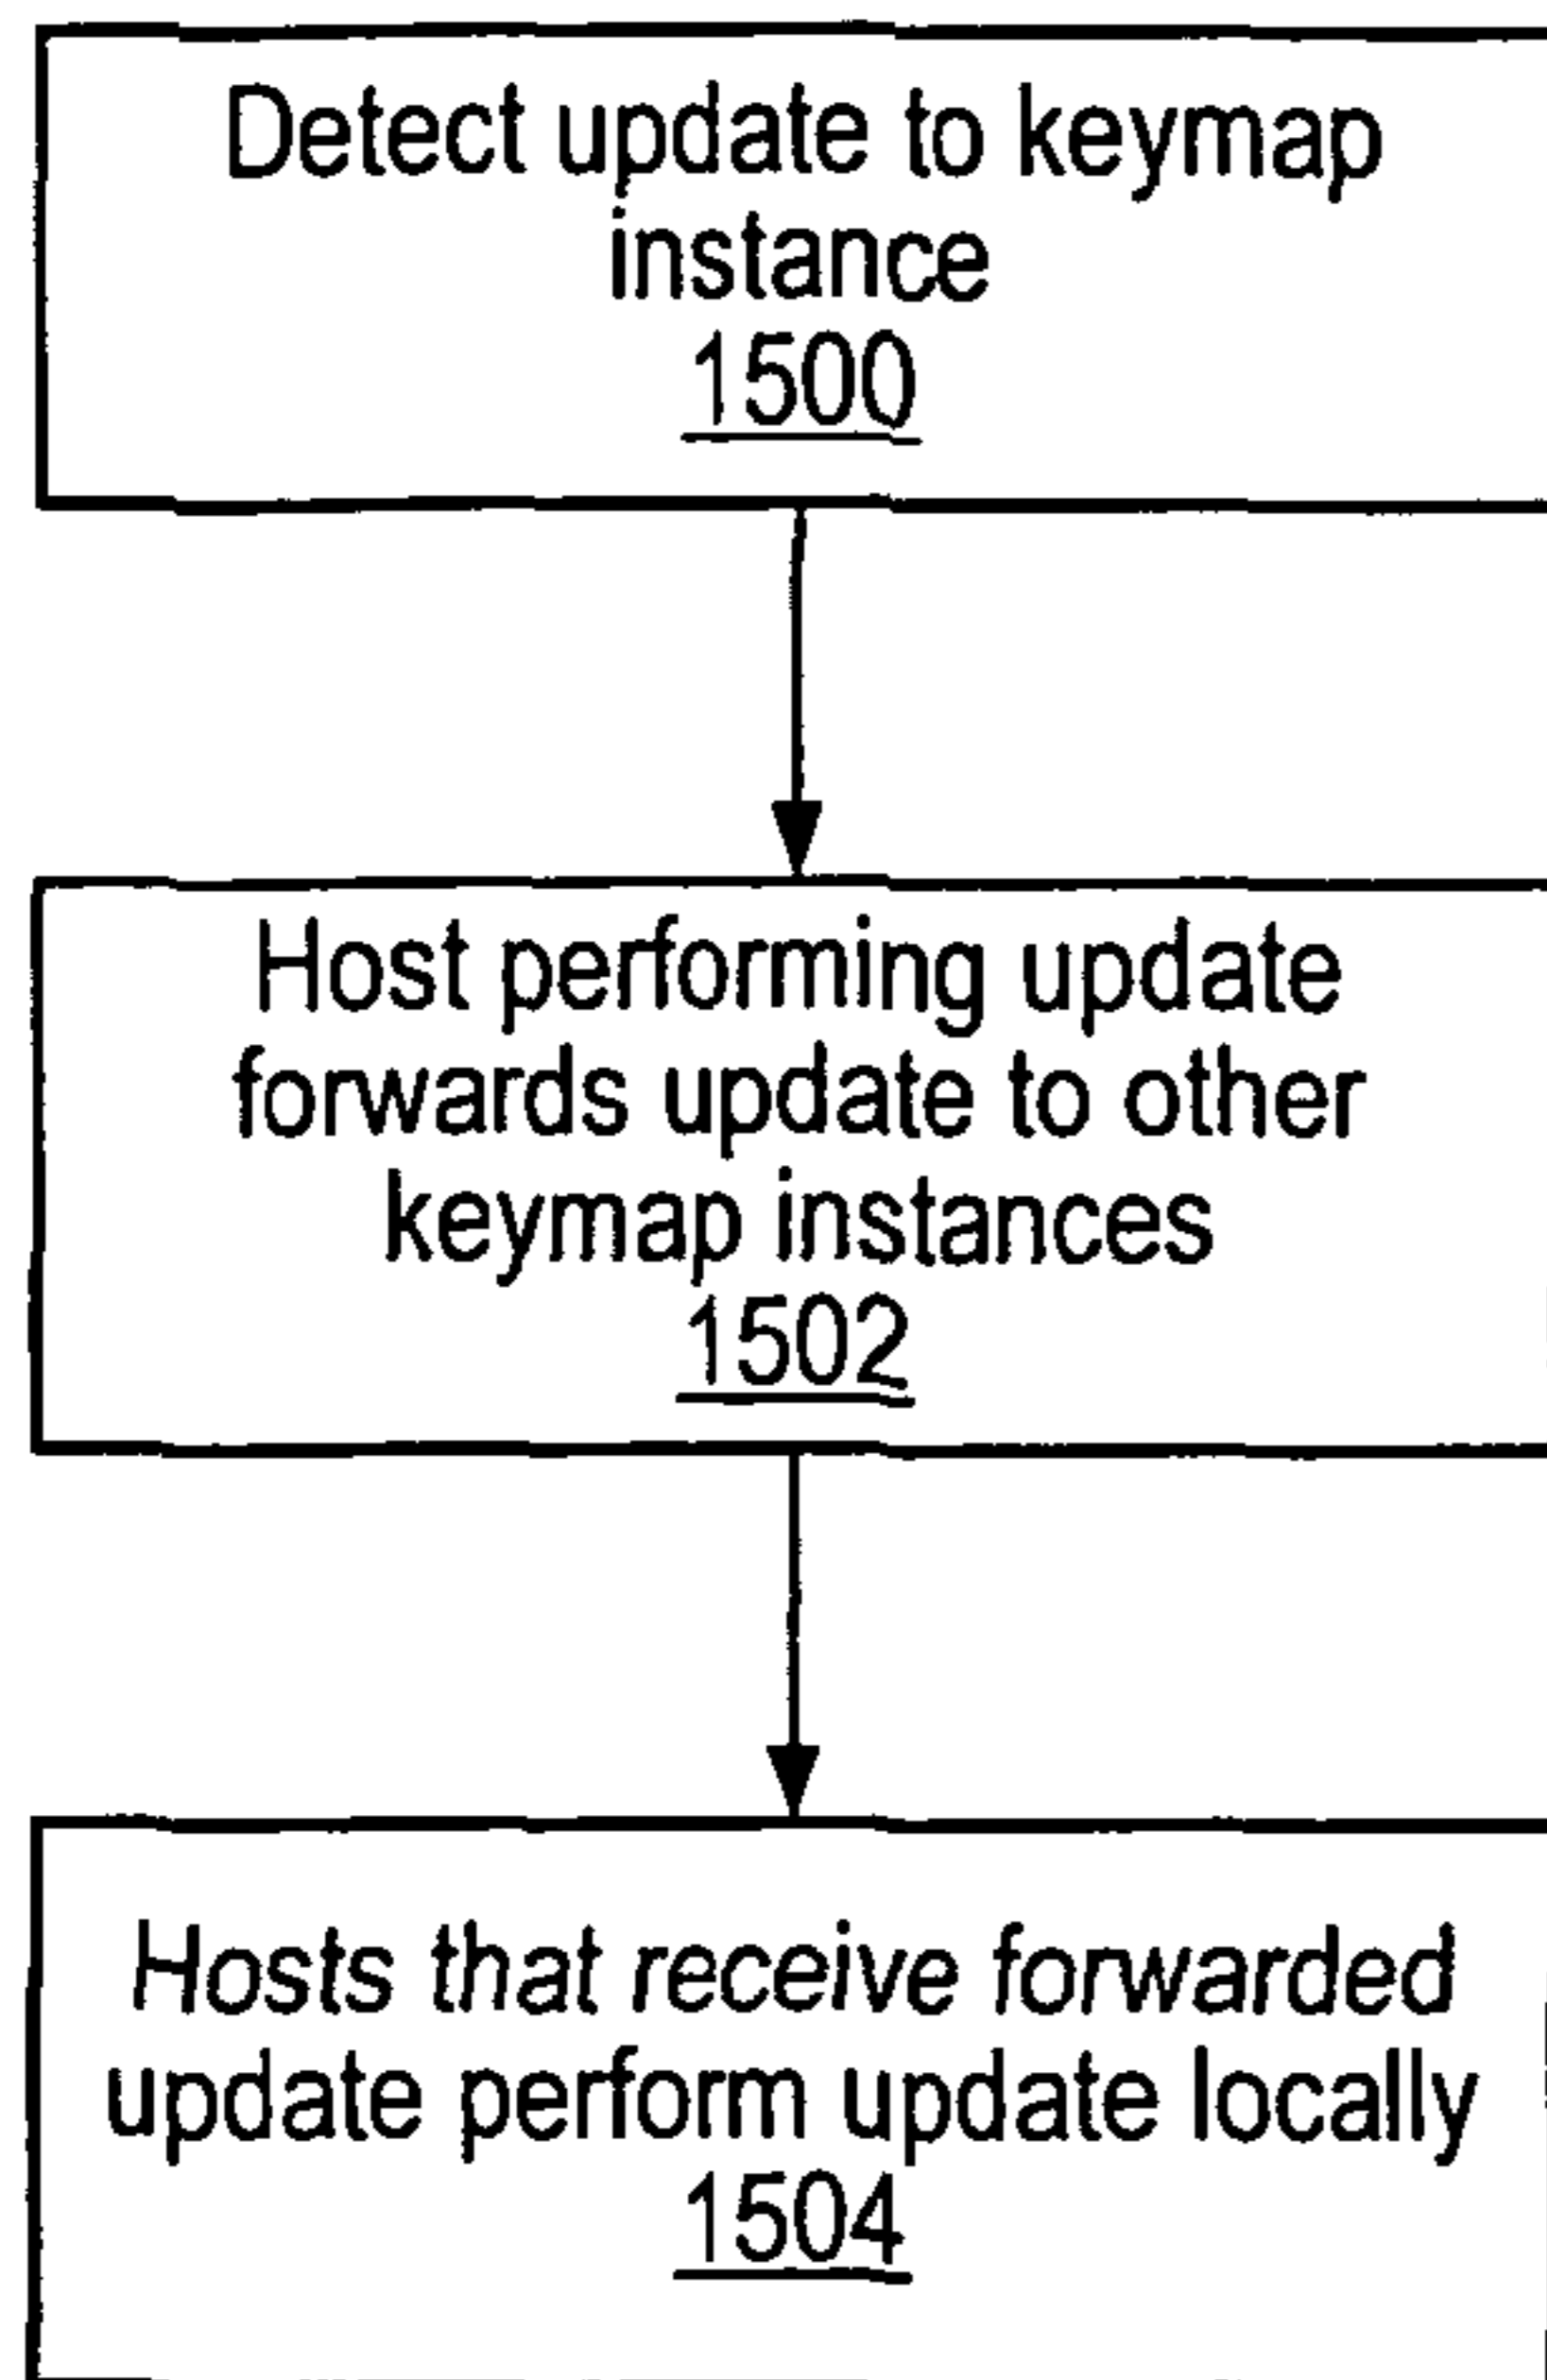 Detect update to keymap
instance
1500
Host performing update
forwards update to other
keymap instances
1502
Hosts that receive forwarded
update perform update locally
1504